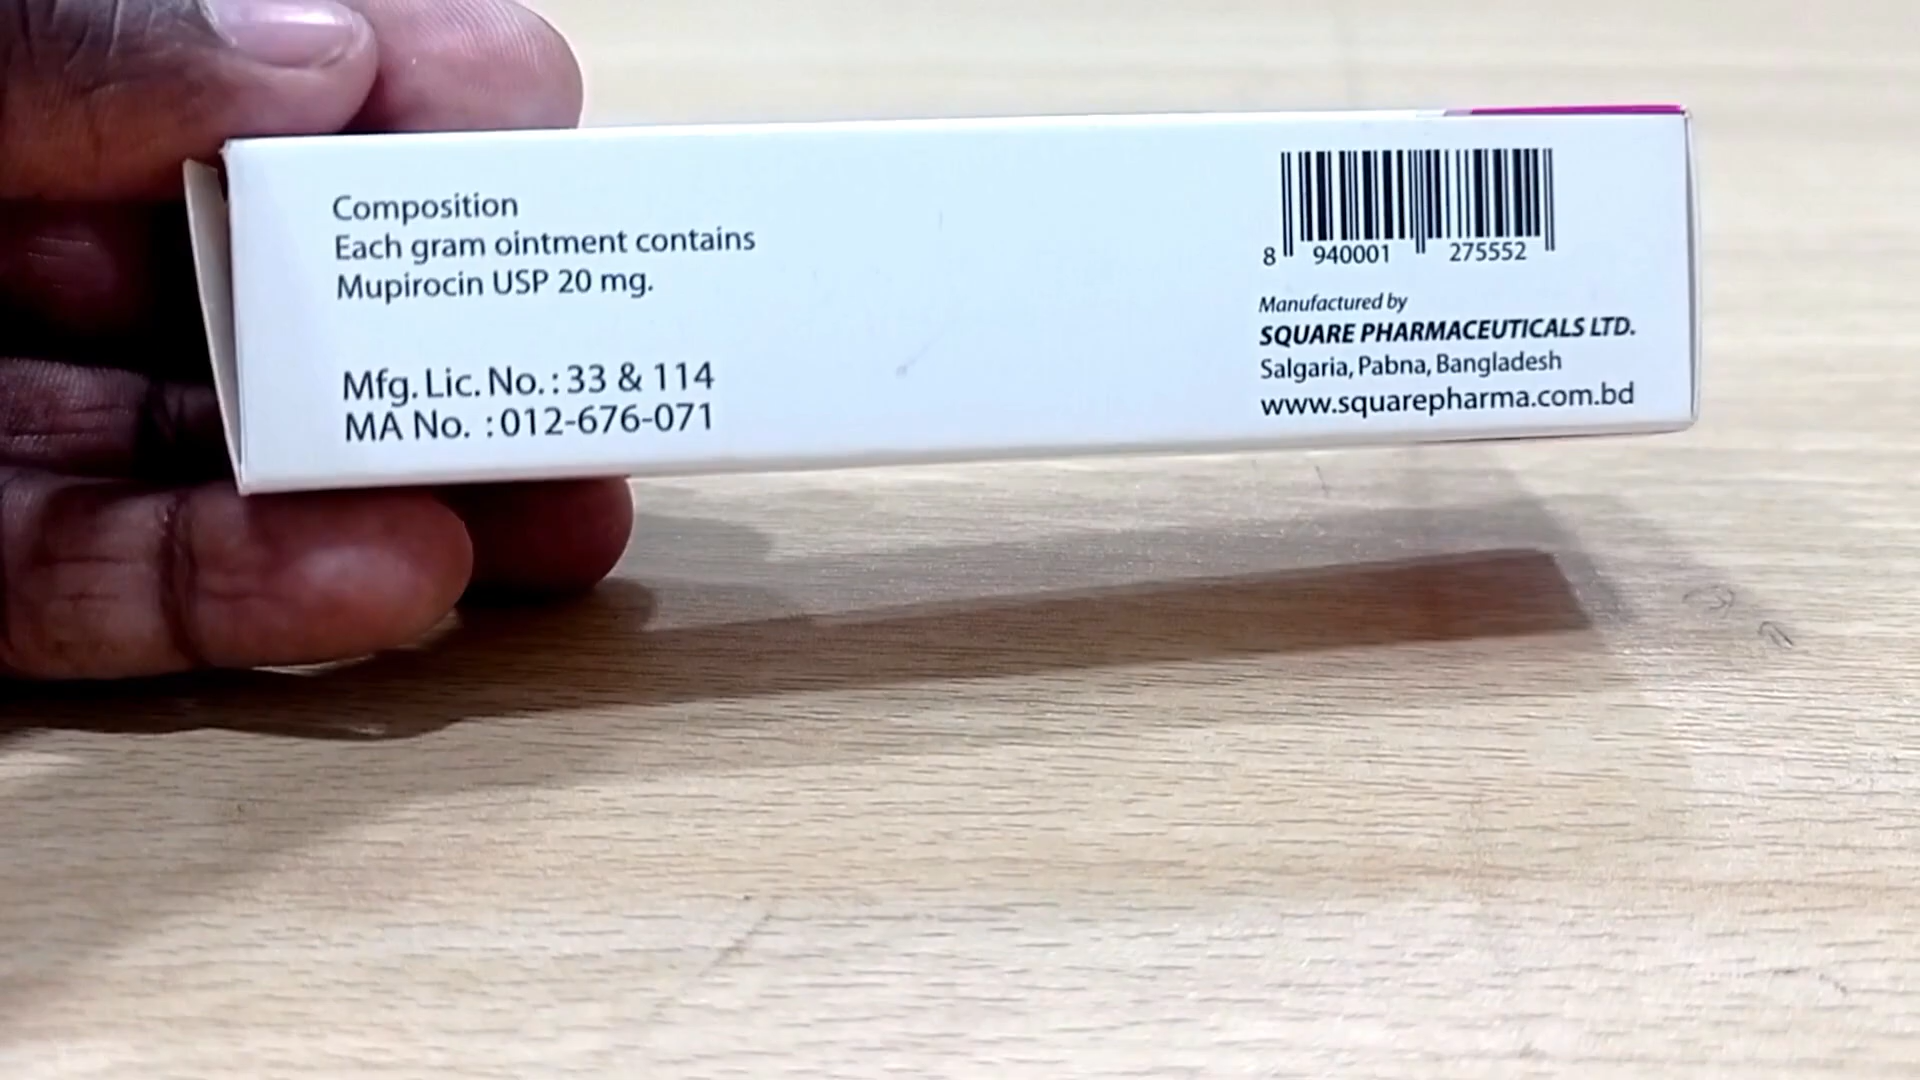 Composition
Each gram ointment contains
Mupirocin USP 20 mg.
Mfg. Lic. No. : 33 & 114
MA No. : 012-676-071
8 940001 275552
Manufactured by
SQUARE PHARMACEUTICALS LTD.
Salgaria, Pabna, Bangladesh
www.squarepharma.com.bd